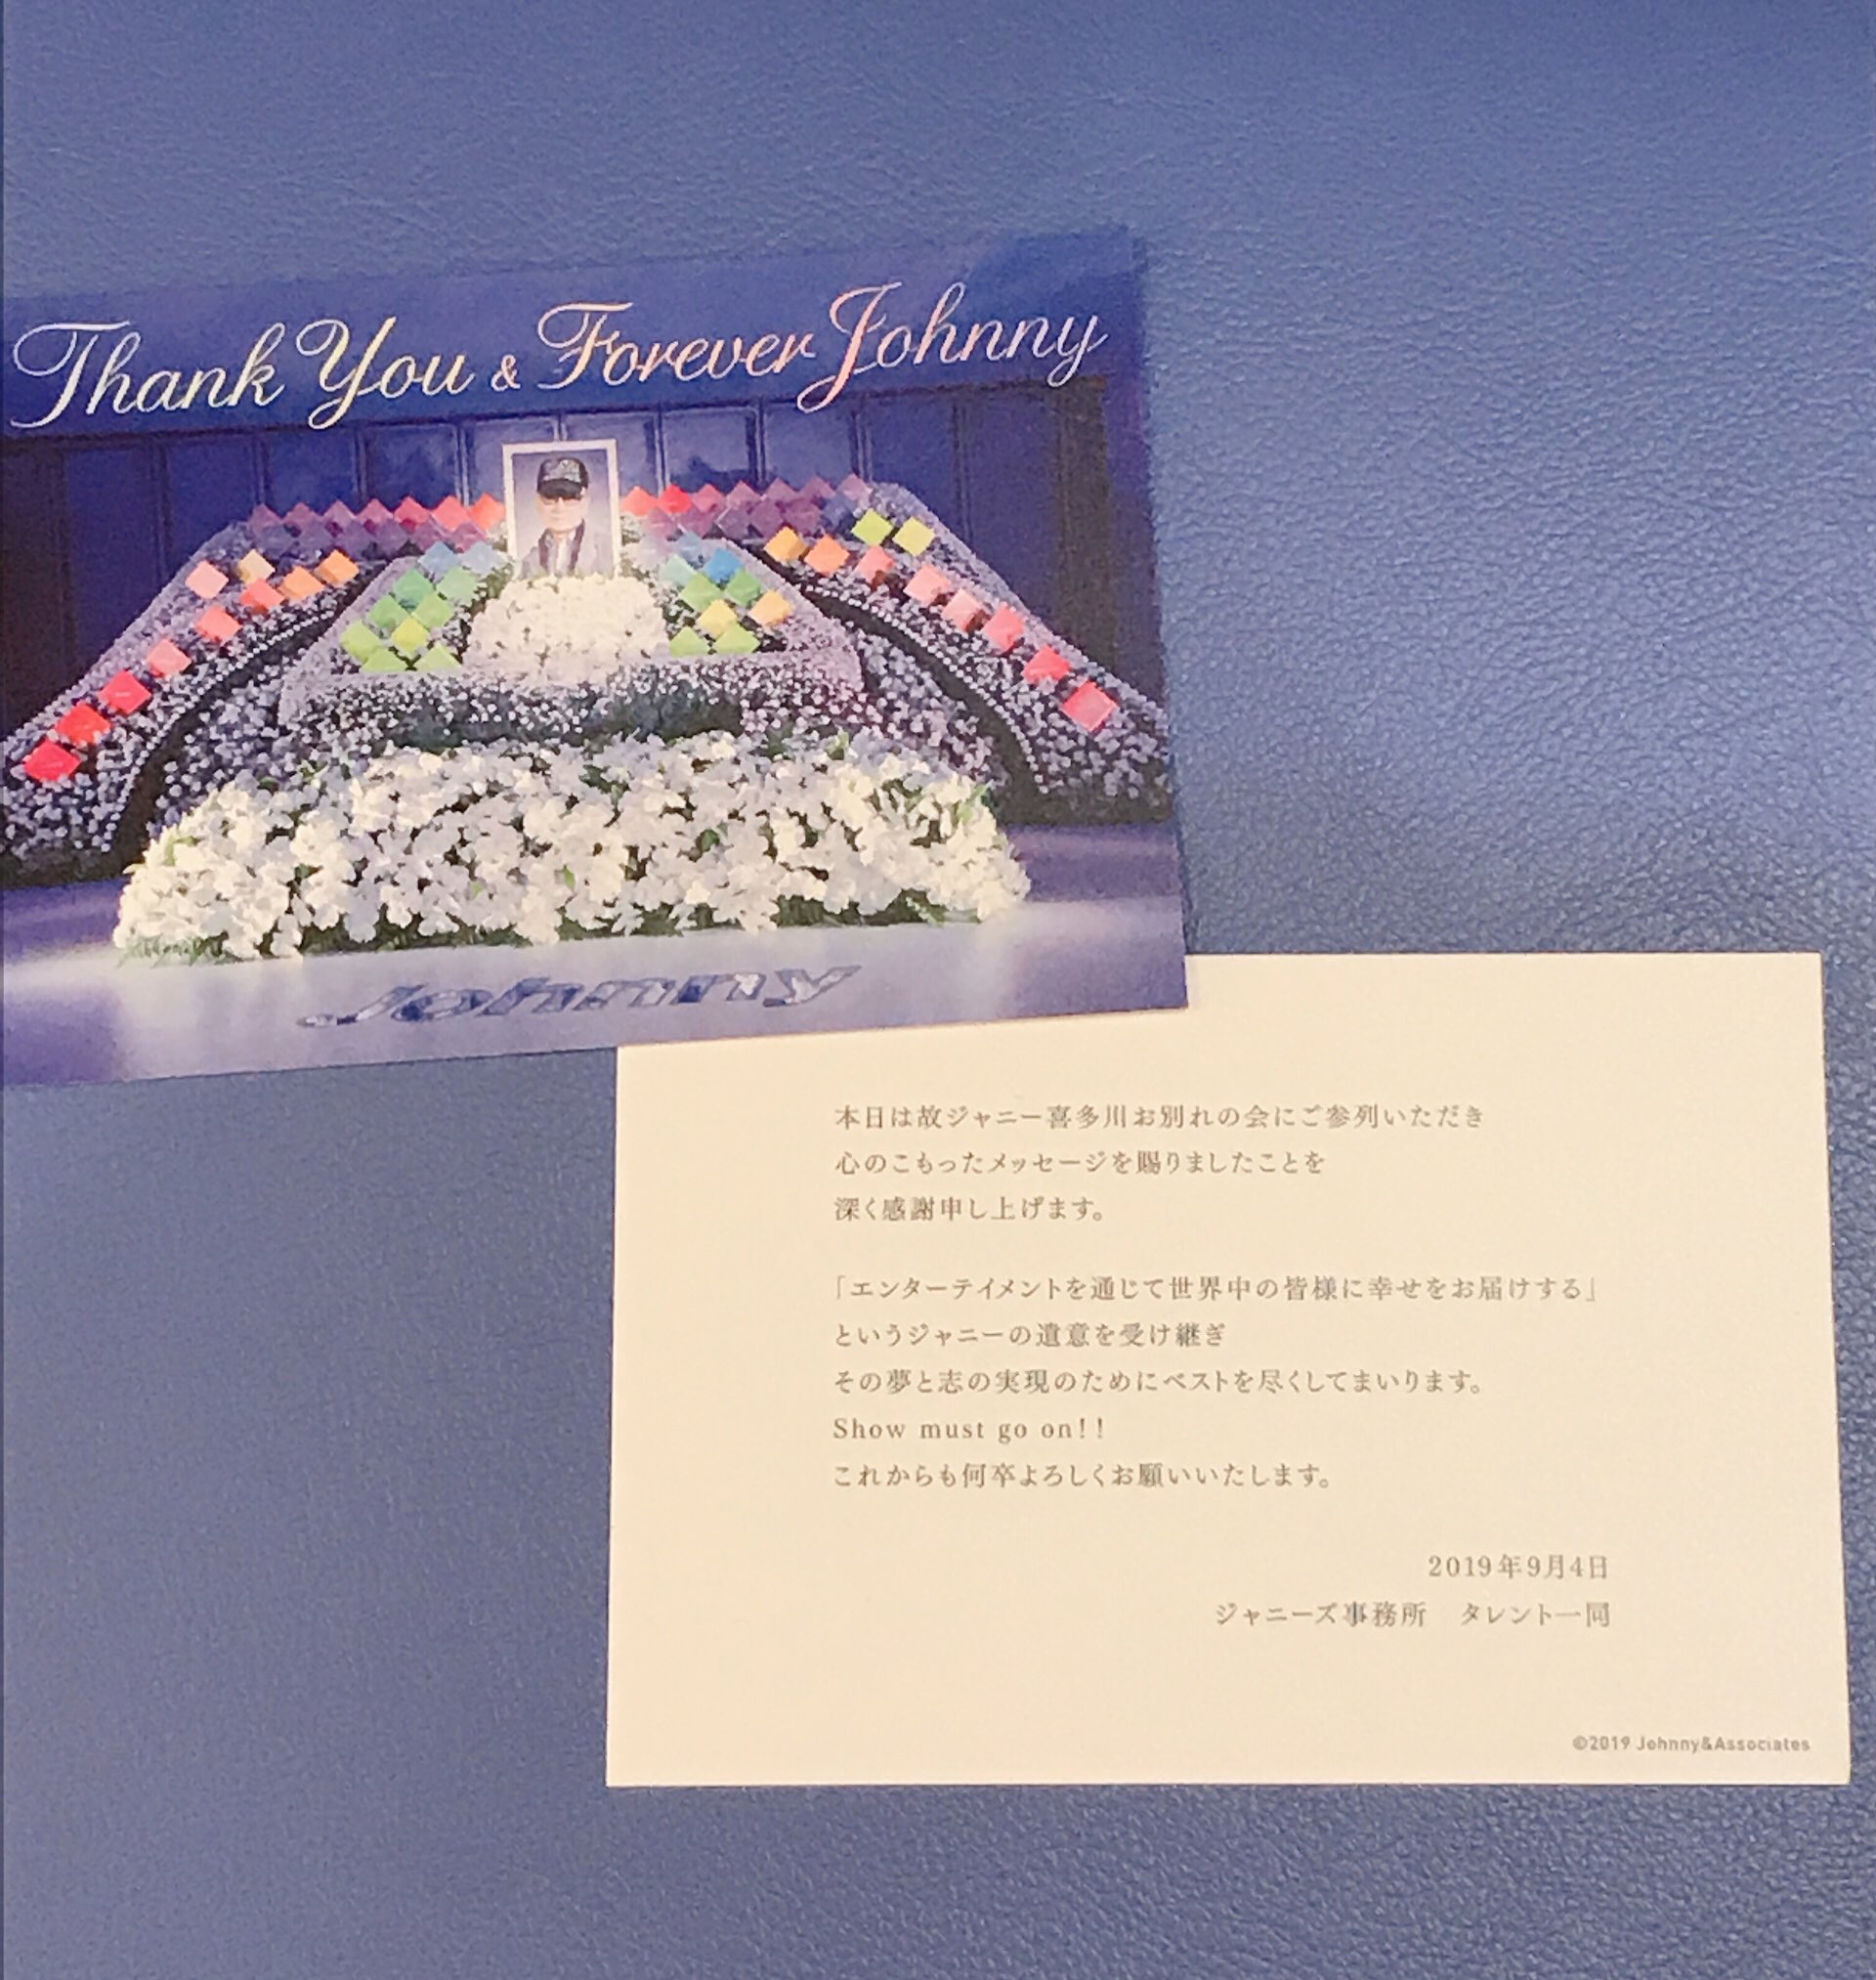 Thank You & Forever Johnny
Johnny
本日は故ジャニー喜多川お別れの会にご参列いただき
心のこもったメッセージを賜りましたことを
深く感謝申し上げます。
「エンターテイメントを通じて世界中の皆様に幸せをお届けする」
というジャニーの遺意を受け継ぎ
その夢と志の実現のためにベストを尽くしてまいります。
Show must go on!!
これからも何卒よろしくお願いいたします。
2019年9月4日
ジャニーズ事務所　タレント一同
©2019 Johnny&Associates